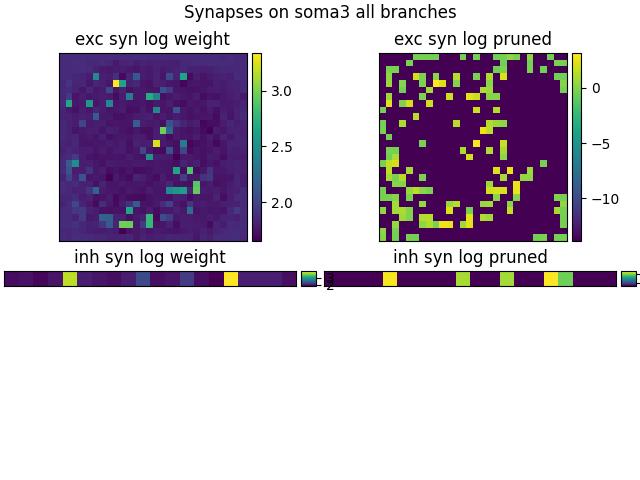 Synapses on soma3 all branches
exc syn log weight
exc syn log pruned
3.0
2.5
2.0
0
−5
−10
inh syn log weight
inh syn log pruned
2